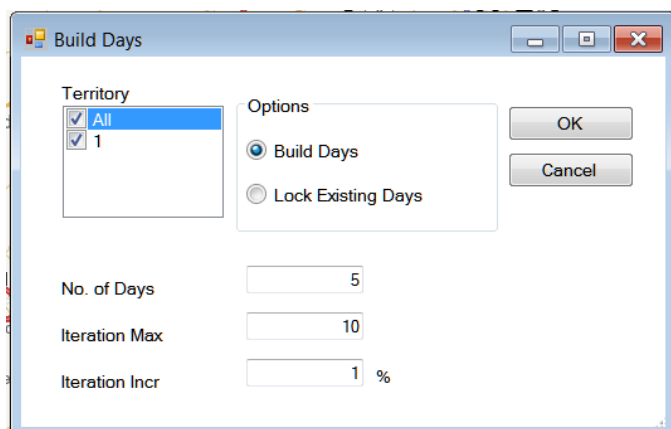 Build Days
Territory
All
1
Options
Build Days
Lock Existing Days
OK
Cancel
No. of Days 5
Iteration Max 10
Iteration Incr 1 %